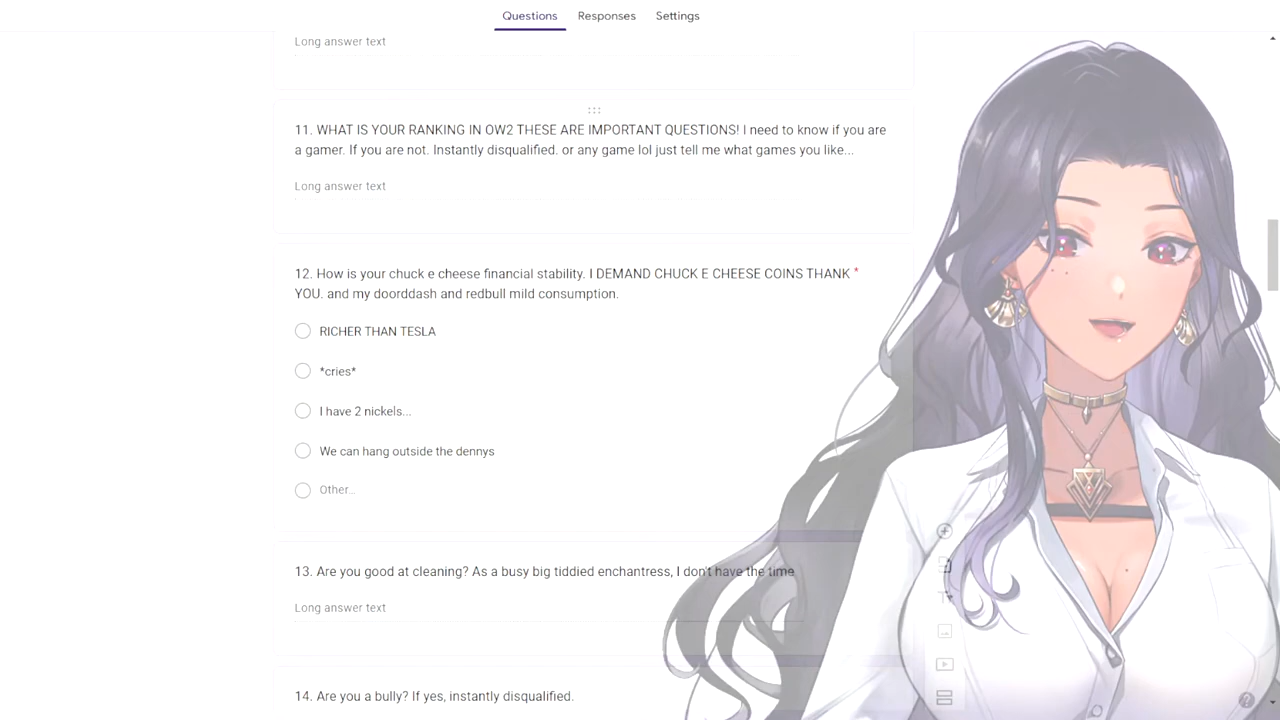 Questions Responses Settings
Long answer text
11. WHAT IS YOUR RANKING IN OW2 THESE ARE IMPORTANT QUESTIONS! I need to know if you are
a gamer. If you are not. Instantly disqualified. or any game lol just tell me what games you like...
Long answer text
12. How is your chuck e cheese financial stability. I DEMAND CHUCK E CHEESE COINS THANK *
YOU. and my doorddash and redbull mild consumption.
RICHER THAN TESLA
*cries*
I have 2 nickels...
We can hang outside the dennys
Other...
13. Are you good at cleaning? As a busy big tiddied enchantress, I don't have the time
Long answer text
14. Are you a bully? If yes, instantly disqualified.